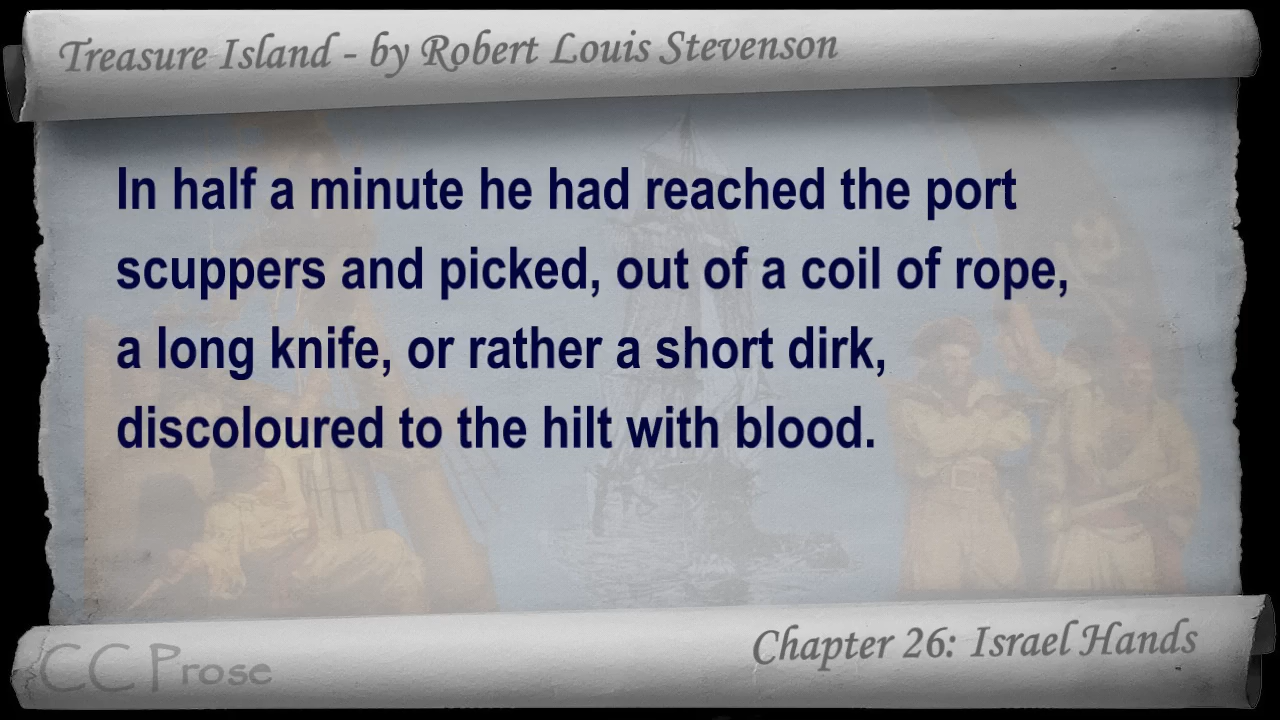 Treasure Island - by Robert Louis Stevenson
In half a minute he had reached the port
scuppers and picked, out of a coil of rope,
a long knife, or rather a short dirk,
discoloured to the hilt with blood.
Chapter 26: Israel Hands
CC Prose